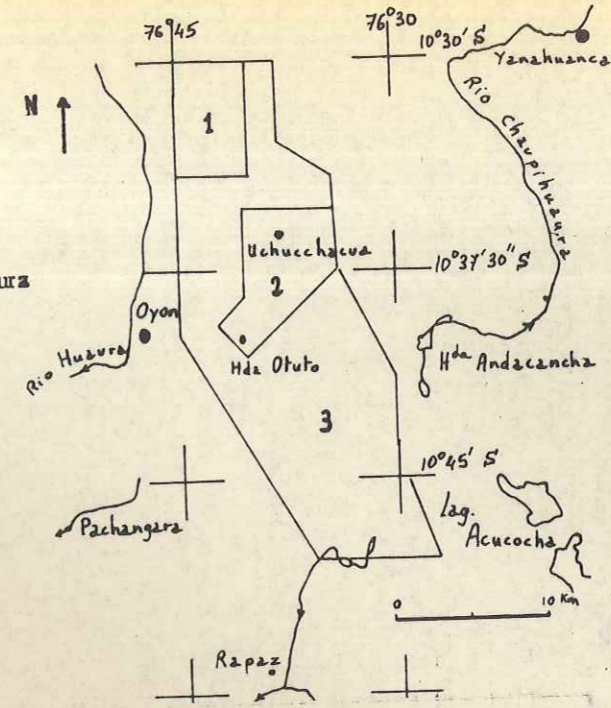 76°45
76°30
10°30' S
Yanahuanca
N
Rio Chaupihuaura
1
Uchucchacua
10°37'30" S
2
urz
Oyon
Rio Huaura
Hda Otuto
Hda Andacancha
3
10°45' S
Pachangara
Lag.
Acucocha
0
10 Km
Rapaz